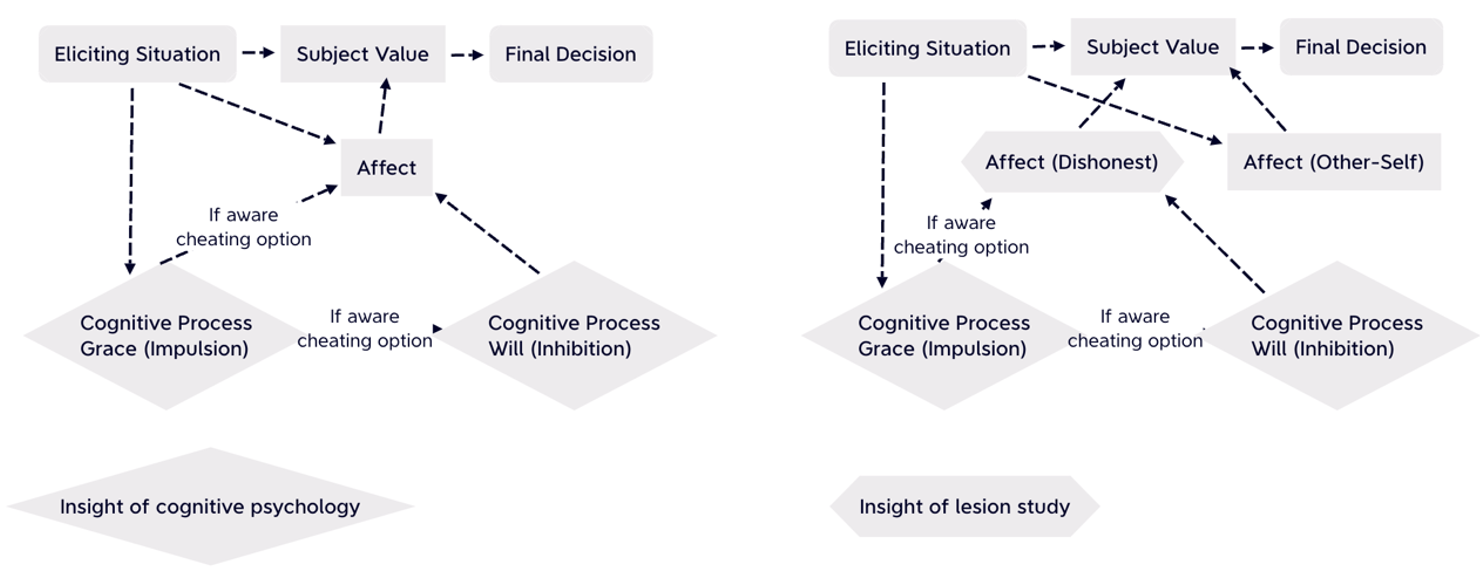 Eliciting Situation
Subject Value
Final Decision
Affect
If aware
cheating option
Cognitive Process
Grace (Impulsion)
If aware
cheating option
Cognitive Process
Will (Inhibition)
Insight of cognitive psychology
Eliciting Situation
Subject Value
Final Decision
Affect (Dishonest)
Affect (Other-Self)
If aware
cheating option
Cognitive Process
Grace (Impulsion)
If aware
cheating option
Cognitive Process
Will (Inhibition)
Insight of lesion study